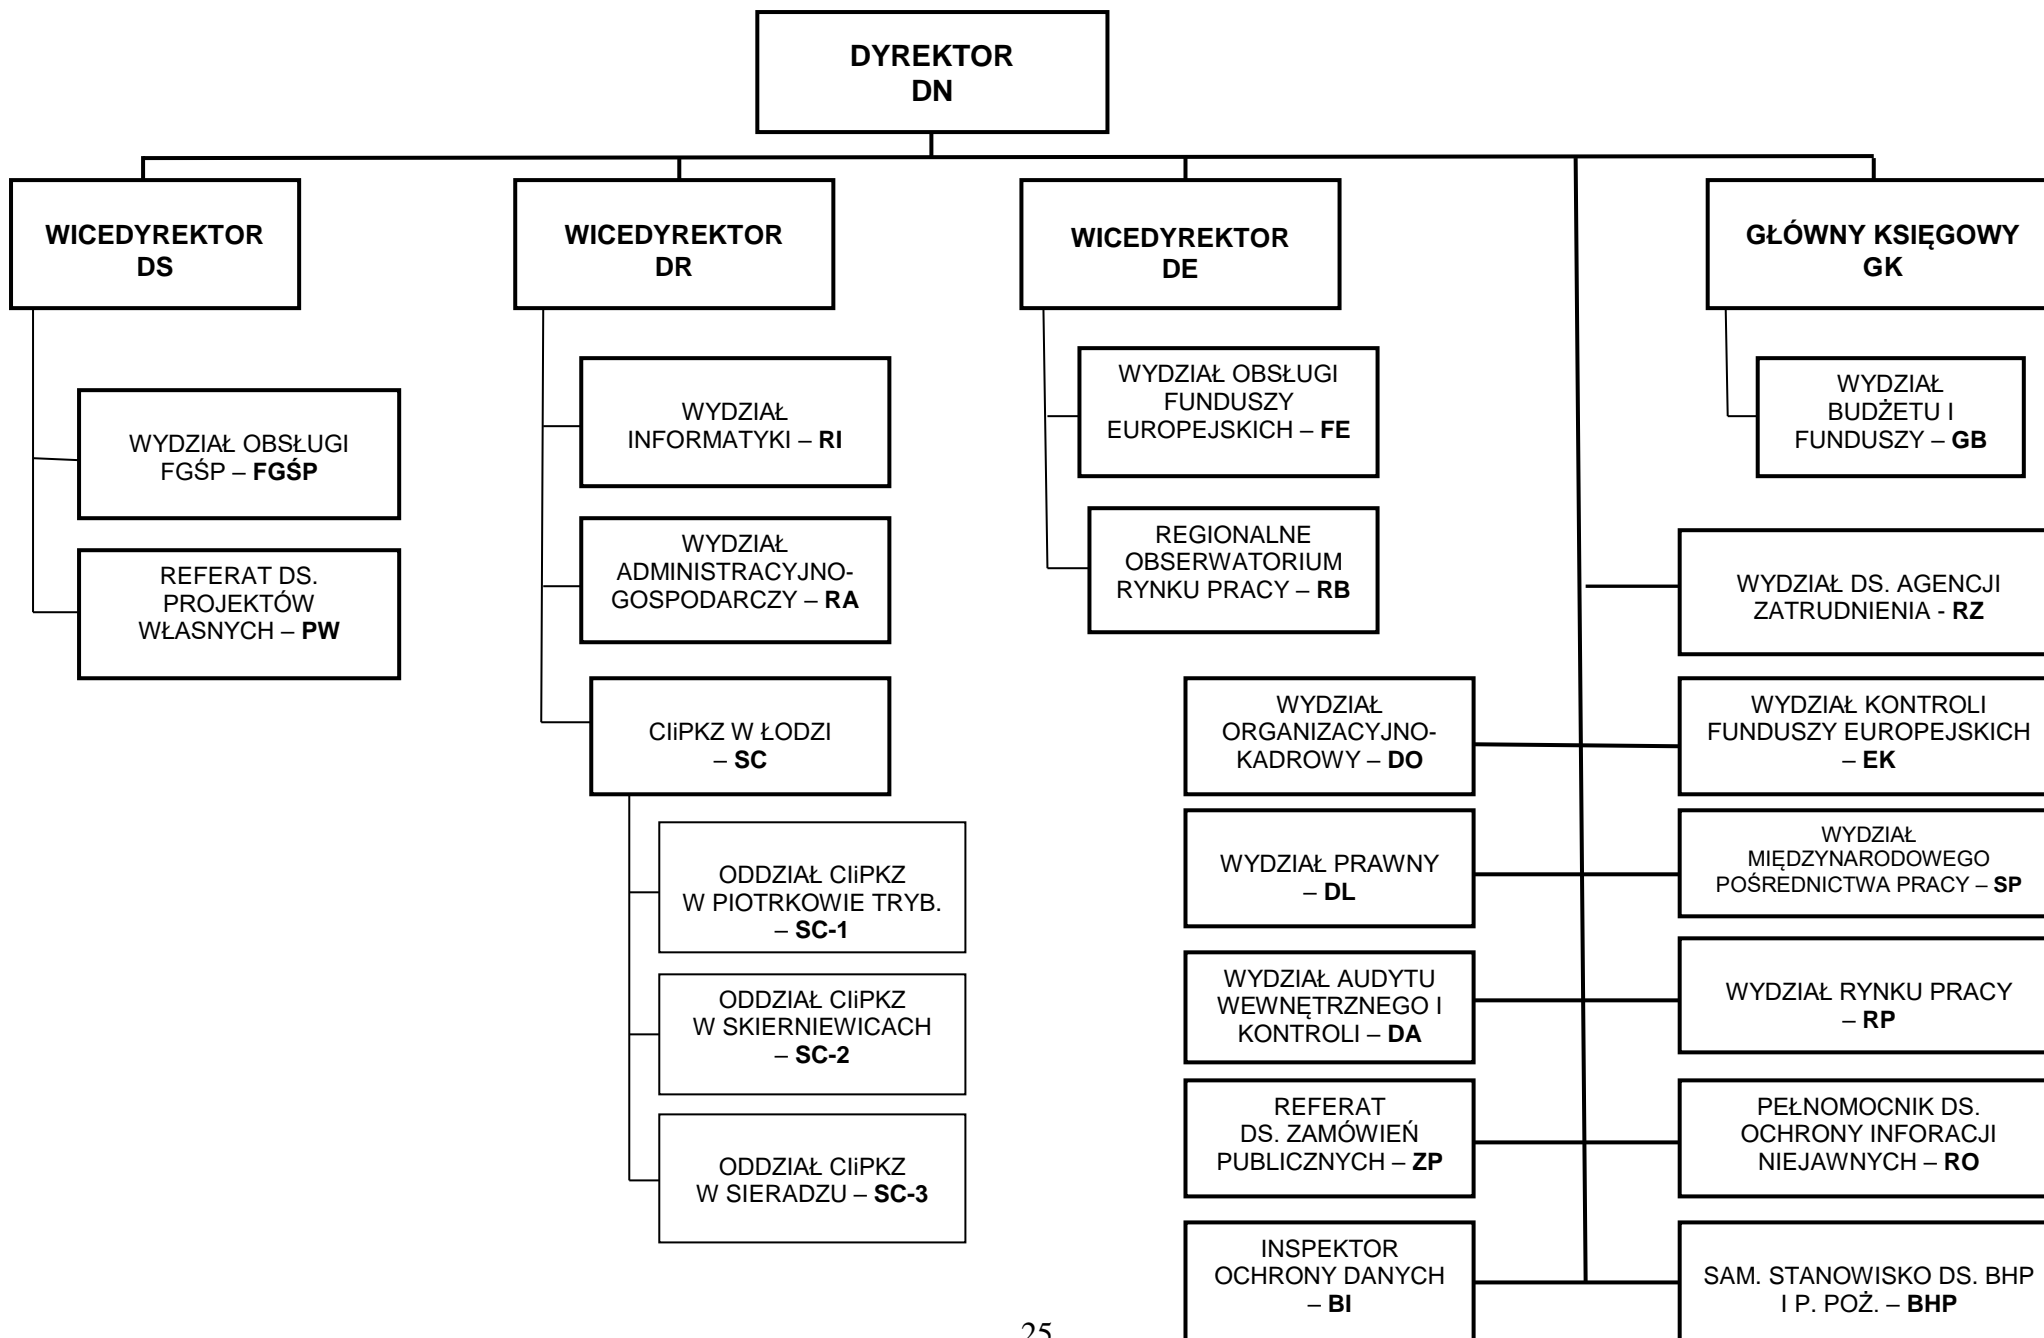 DYREKTOR
DN
WICEDYREKTOR
DS
WICEDYREKTOR
DR
WICEDYREKTOR
DE
GŁÓWNY KSIĘGOWY
GK
WYDZIAŁ OBSŁUGI
FGŚP – FGŚP
REFERAT DS.
PROJEKTÓW
WŁASNYCH – PW
WYDZIAŁ
INFORMATYKI – RI
WYDZIAŁ
ADMINISTRACYJNO-
GOSPODARCZY – RA
CIiPKZ W ŁODZI
– SC
ODDZIAŁ CIiPKZ
W PIOTRKOWIE TRYB.
– SC-1
ODDZIAŁ CIiPKZ
W SKIERNIEWICACH
– SC-2
ODDZIAŁ CIiPKZ
W SIERADZU – SC-3
WYDZIAŁ OBSŁUGI
FUNDUSZY
EUROPEJSKICH – FE
REGIONALNE
OBSERWATORIUM
RYNKU PRACY – RB
WYDZIAŁ
BUDŻETU I
FUNDUSZY – GB
WYDZIAŁ DS. AGENCJI
ZATRUDNIENIA - RZ
WYDZIAŁ
ORGANIZACYJNO-
KADROWY – DO
WYDZIAŁ KONTROLI
FUNDUSZY EUROPEJSKICH
– EK
WYDZIAŁ PRAWNY
– DL
WYDZIAŁ
MIĘDZYNARODOWEGO
POŚREDNICTWA PRACY – SP
WYDZIAŁ AUDYTU
WEWNĘTRZNEGO I
KONTROLI – DA
WYDZIAŁ RYNKU PRACY
– RP
REFERAT
DS. ZAMÓWIEŃ
PUBLICZNYCH – ZP
PEŁNOMOCNIK DS.
OCHRONY INFORACJI
NIEJAWNYCH – RO
INSPEKTOR
OCHRONY DANYCH
– BI
SAM. STANOWISKO DS. BHP
I P. POŻ. – BHP
25